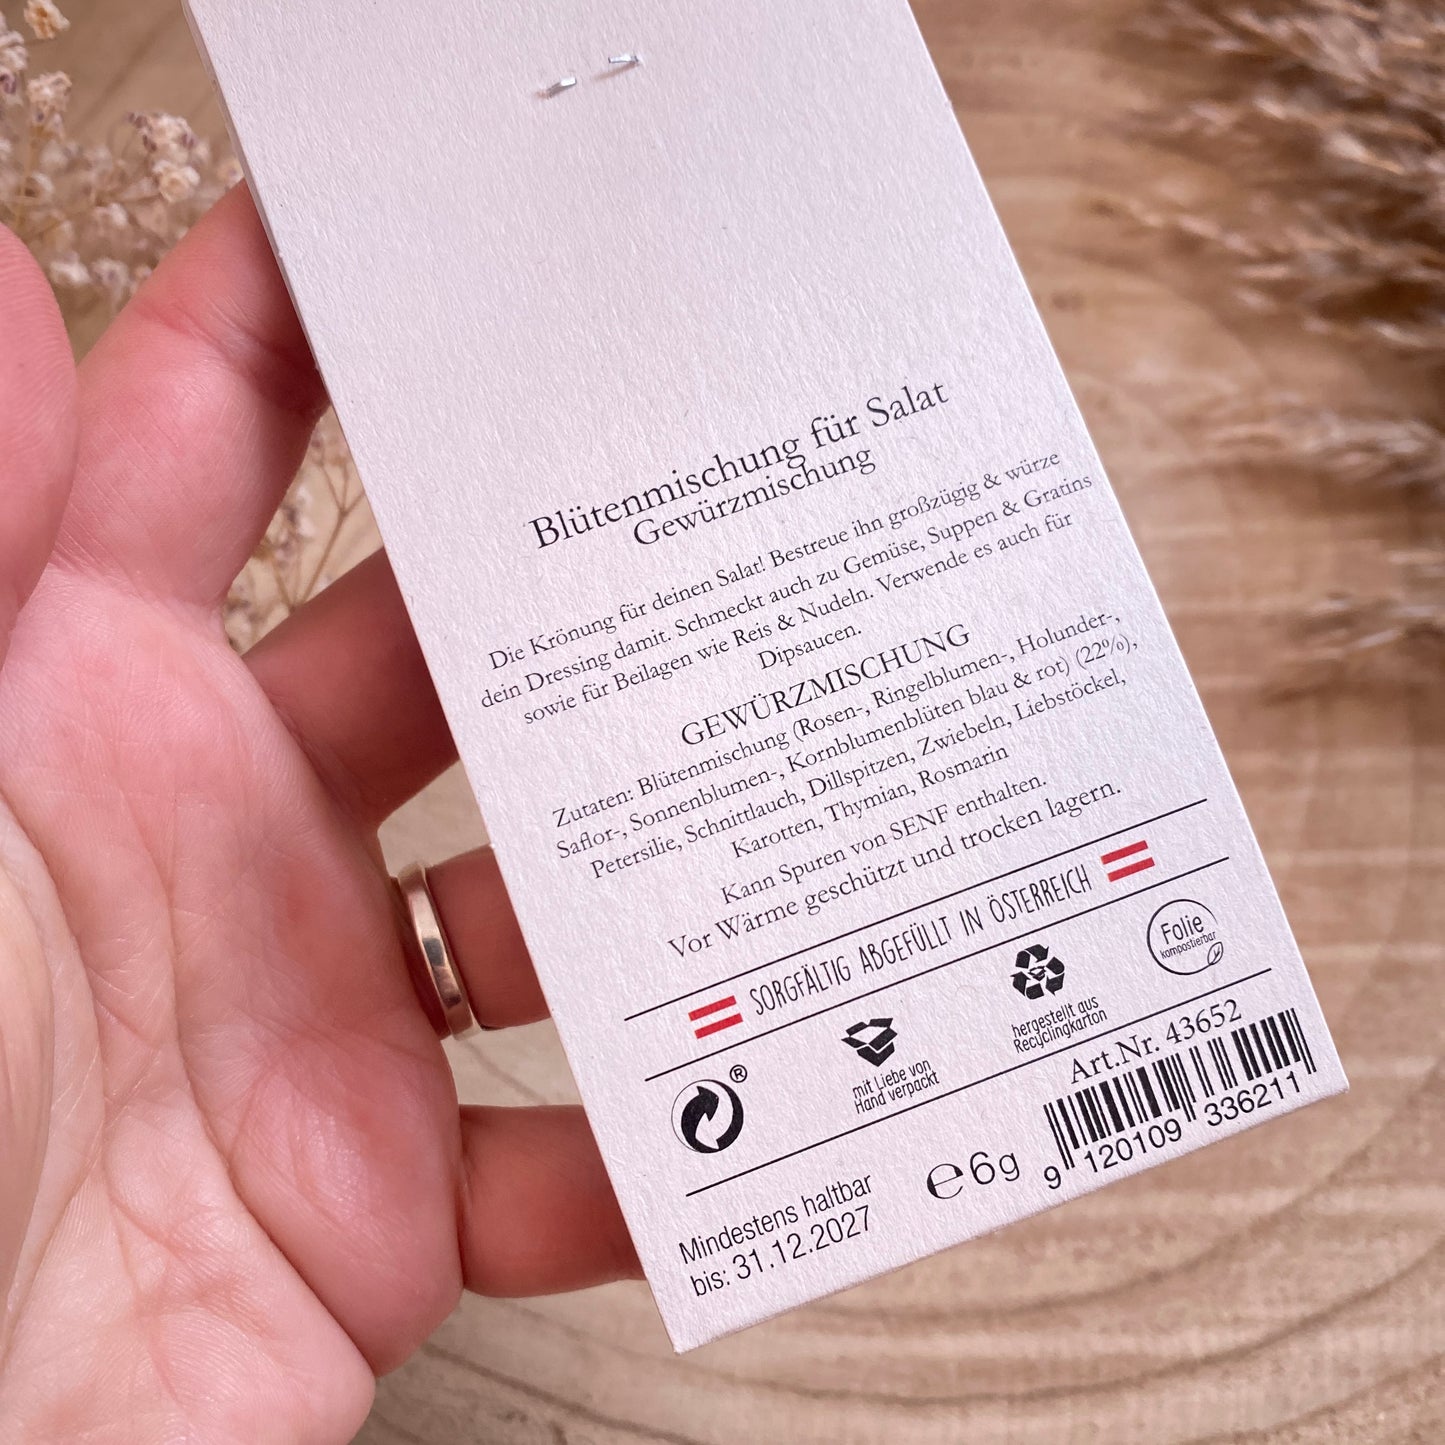 Blütenmischung für Salat
Gewürzmischung
Die Krönung für deinen Salat! Bestreue ihn großzügig & würze
dein Dressing damit. Schmeckt auch zu Gemüse, Suppen & Gratins
sowie für Beilagen wie Reis & Nudeln. Verwende es auch für
Dipsaucen.
GEWÜRZMISCHUNG
Zutaten: Blütenmischung (Rosen-, Ringelblumen-, Holunder-,
Saflor-, Sonnenblumen-, Kornblumenblüten blau & rot) (22%),
Petersilie, Schnittlauch, Dillspitzen, Zwiebeln, Liebstöckel,
Karotten, Thymian, Rosmarin
Kann Spuren von SENF enthalten.
Vor Wärme geschützt und trocken lagern.
SORGFÄLTIG ABGEFÜLLT IN ÖSTERREICH
®
mit Liebe von
Hand verpackt
hergestellt aus
Recyclingkarton
Folie
kompostierbar
Art.Nr. 43652
9 120109 336211
℮6g
Mindestens haltbar
bis: 31.12.2027